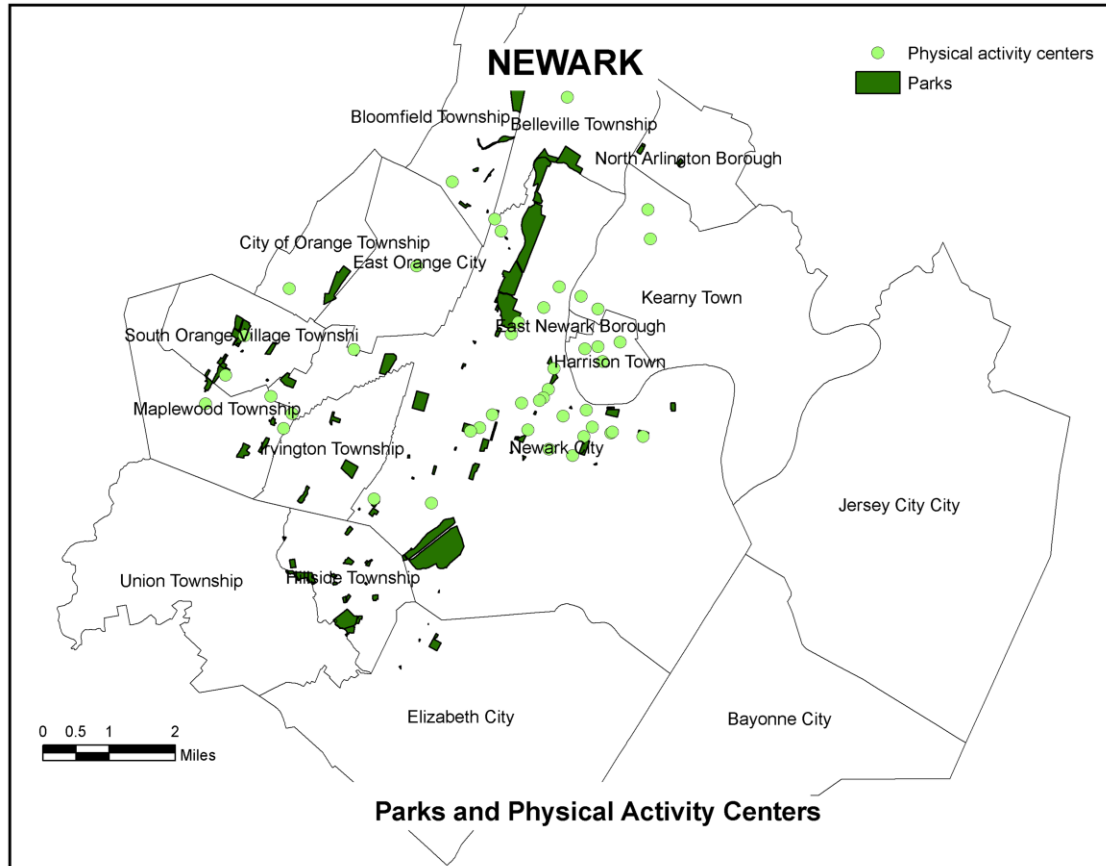 NEWARK
Physical activity centers
Parks
Bloomfield Township
Belleville Township
North Arlington Borough
City of Orange Township
East Orange City
Kearny Town
South Orange Village Townshi
East Newark Borough
Harrison Town
Maplewood Township
Irvington Township
Newark City
Jersey City City
Union Township
Hillside Township
Elizabeth City
Bayonne City
0 0.5 1 2
Miles
Parks and Physical Activity Centers